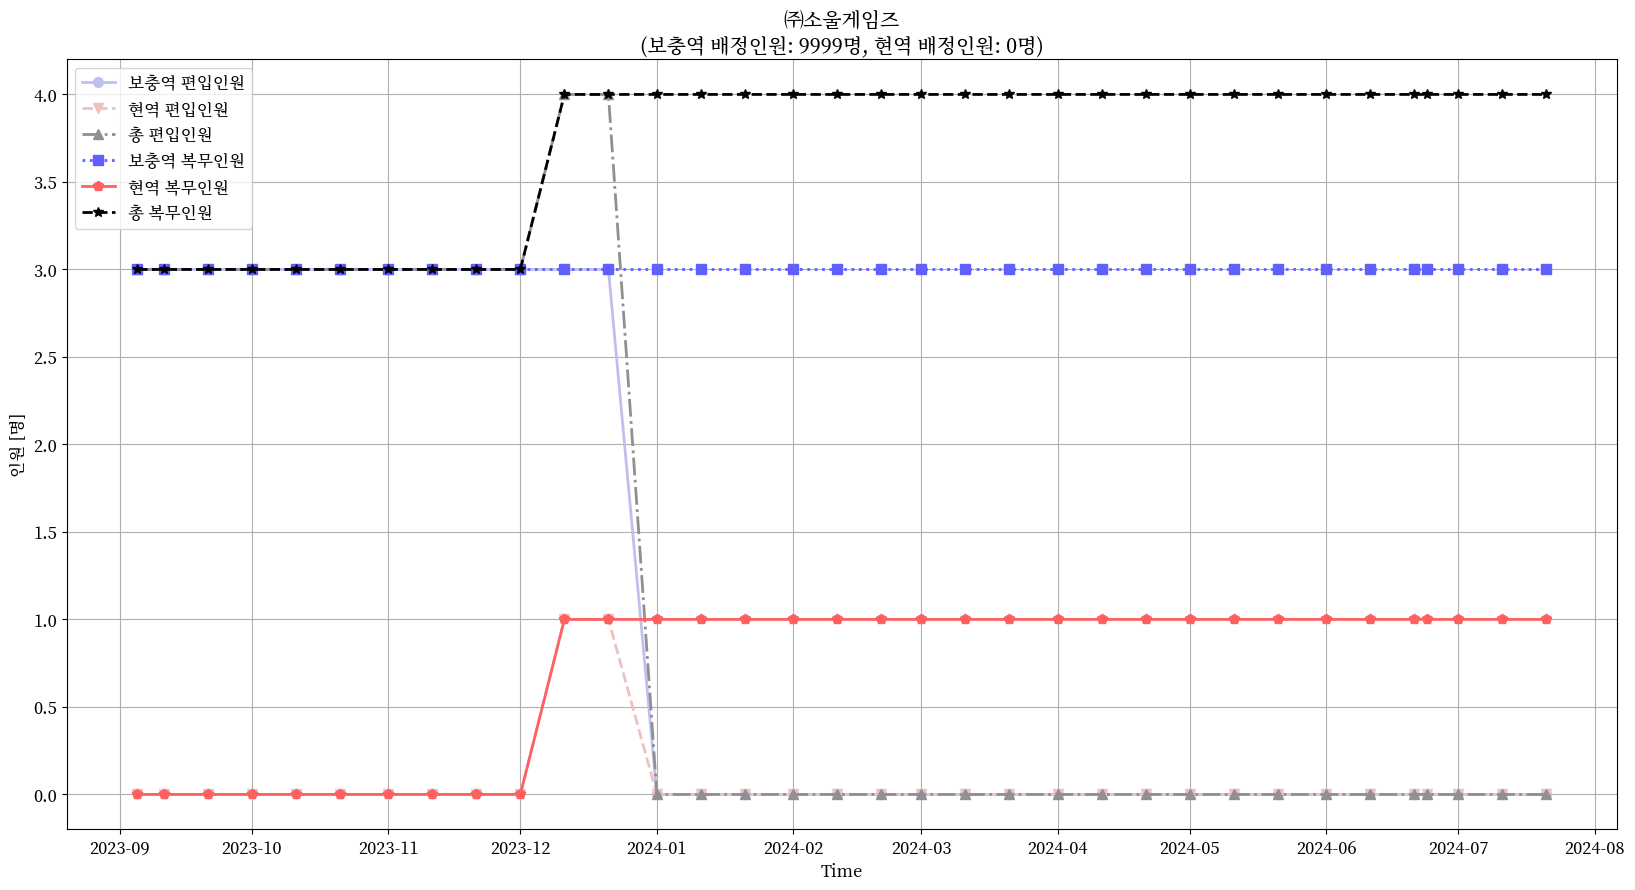 ㈜소울게임즈
(보충역 배정인원: 9999명, 현역 배정인원: 0명)
보충역 편입인원
현역 편입인원
총 편입인원
보충역 복무인원
현역 복무인원
총 복무인원
4.0
3.5
3.0
2.5
2.0
1.5
1.0
0.5
0.0
인원 [명]
2023-09
2023-10
2023-11
2023-12
2024-01
2024-02
2024-03
2024-04
2024-05
2024-06
2024-07
2024-08
Time